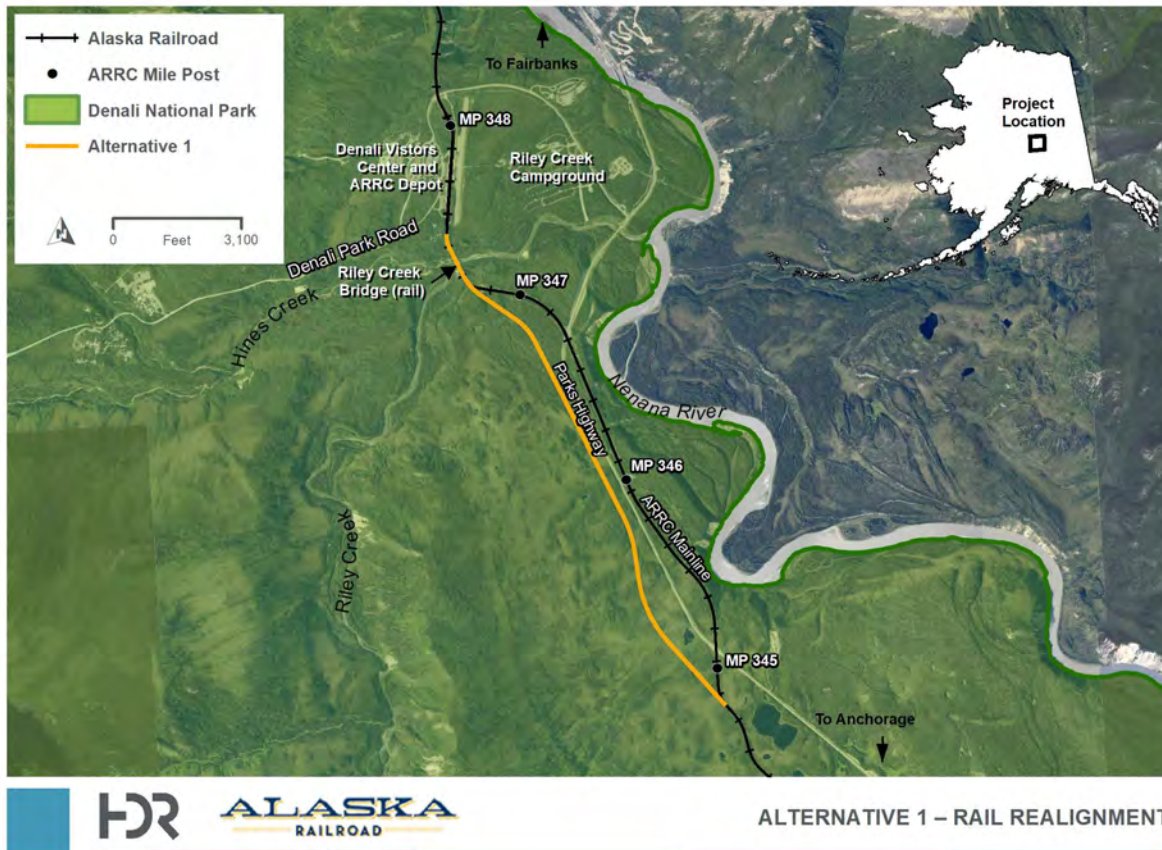 Alaska Railroad
ARRC Mile Post
Denali National Park
Alternative 1
0 Feet 3,100
To Fairbanks
Project
Location
MP 348
Denali Vistors
Center and
ARRC Depot
Riley Creek
Campground
Denali Park Road
Riley Creek
Bridge (rail)
MP 347
Hines Creek
Nenana River
Parks Highway
MP 346
ARRC Mainline
Riley Creek
MP 345
To Anchorage
HDR
ALASKA
RAILROAD
ALTERNATIVE 1 – RAIL REALIGNMENT